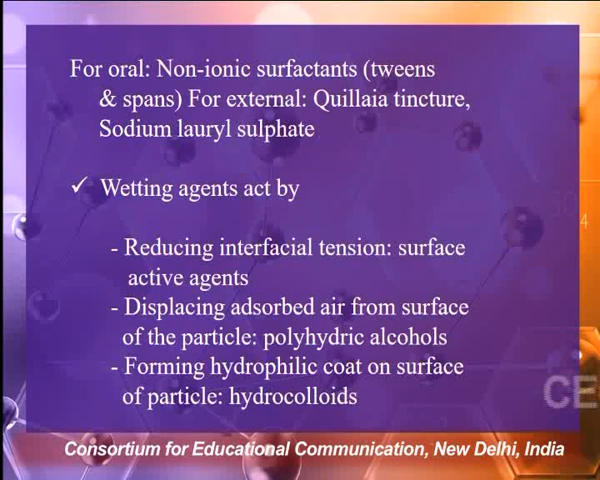 For oral: Non-ionic surfactants (tweens
& spans) For external: Quillaia tincture,
Sodium lauryl sulphate
✓ Wetting agents act by
- Reducing interfacial tension: surface
active agents
- Displacing adsorbed air from surface
of the particle: polyhydric alcohols
- Forming hydrophilic coat on surface
of particle: hydrocolloids
CE
Consortium for Educational Communication, New Delhi, India